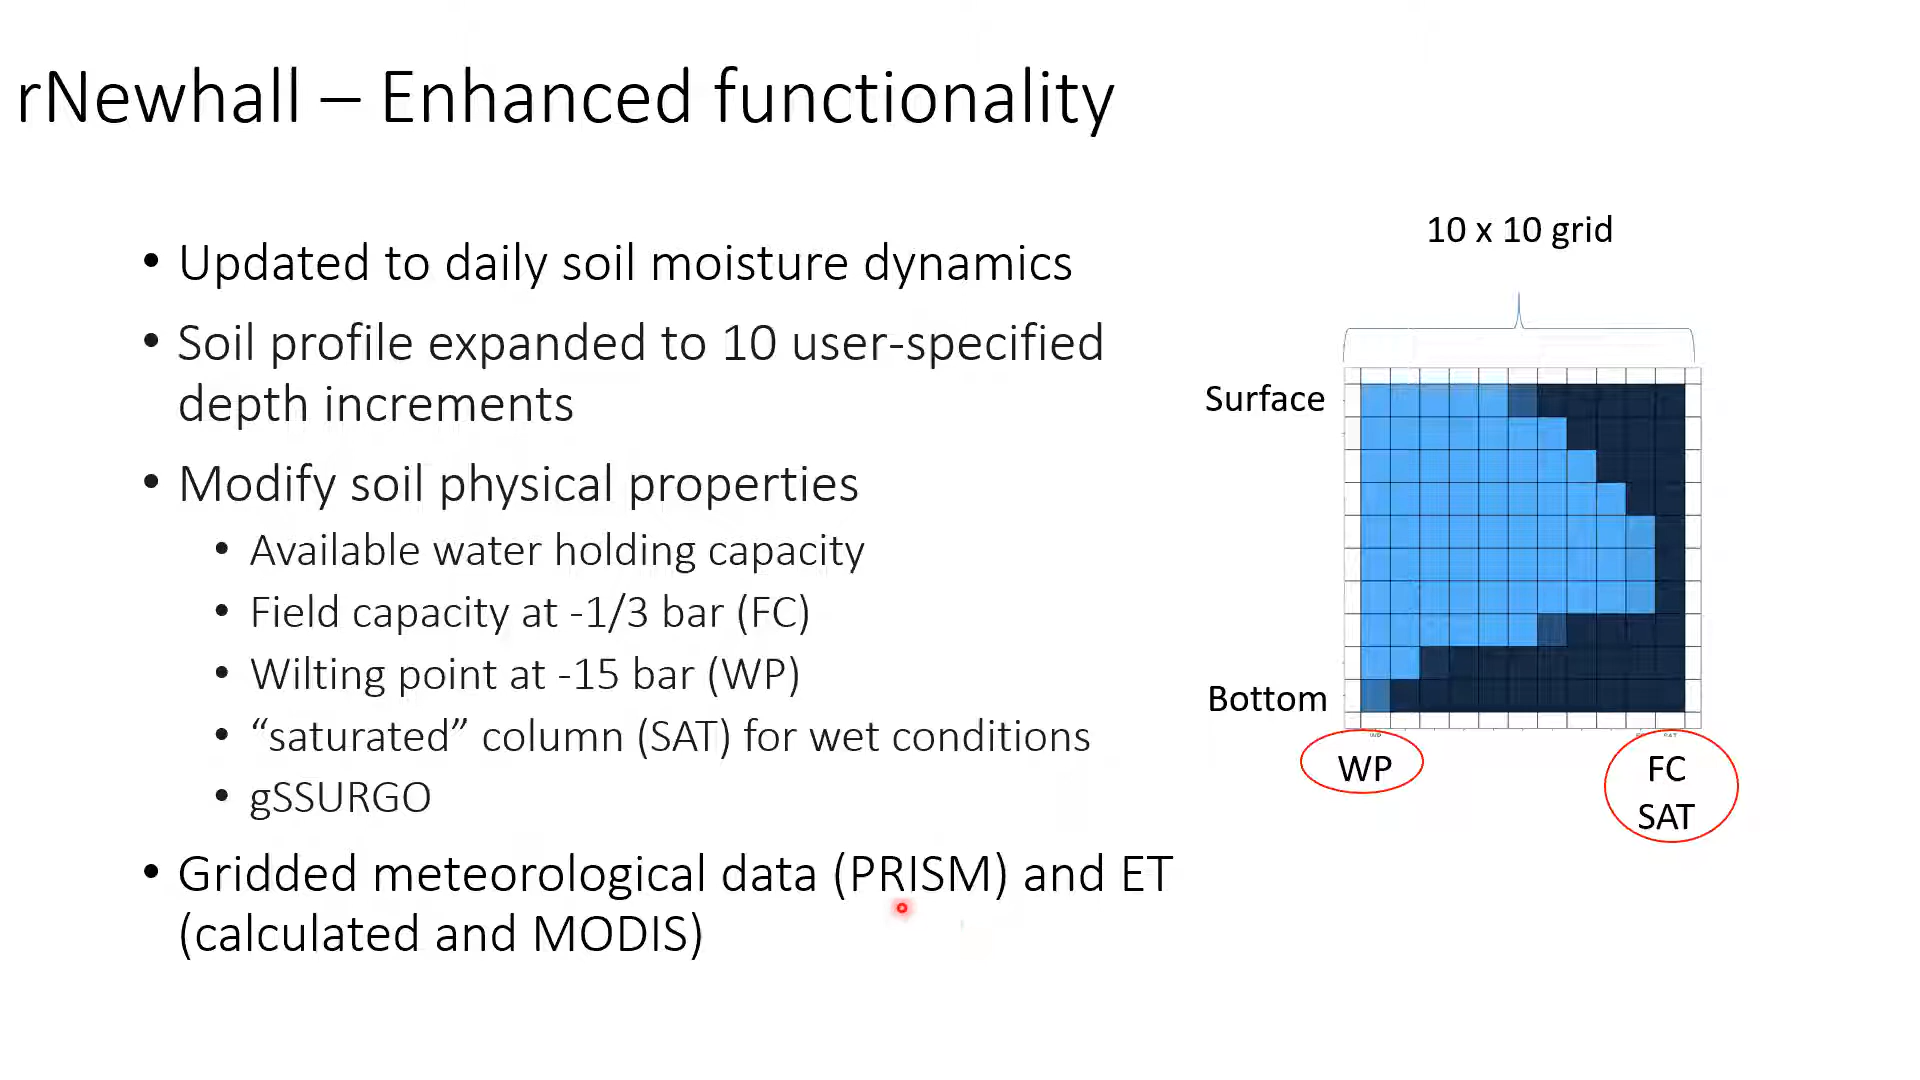 rNewhall – Enhanced functionality
• Updated to daily soil moisture dynamics
• Soil profile expanded to 10 user-specified
depth increments
• Modify soil physical properties
• Available water holding capacity
• Field capacity at -1/3 bar (FC)
• Wilting point at -15 bar (WP)
• “saturated” column (SAT) for wet conditions
• gSSURGO
• Gridded meteorological data (PRISM) and ET
(calculated and MODIS)
10 x 10 grid
Surface
Bottom
WP
FC
SAT